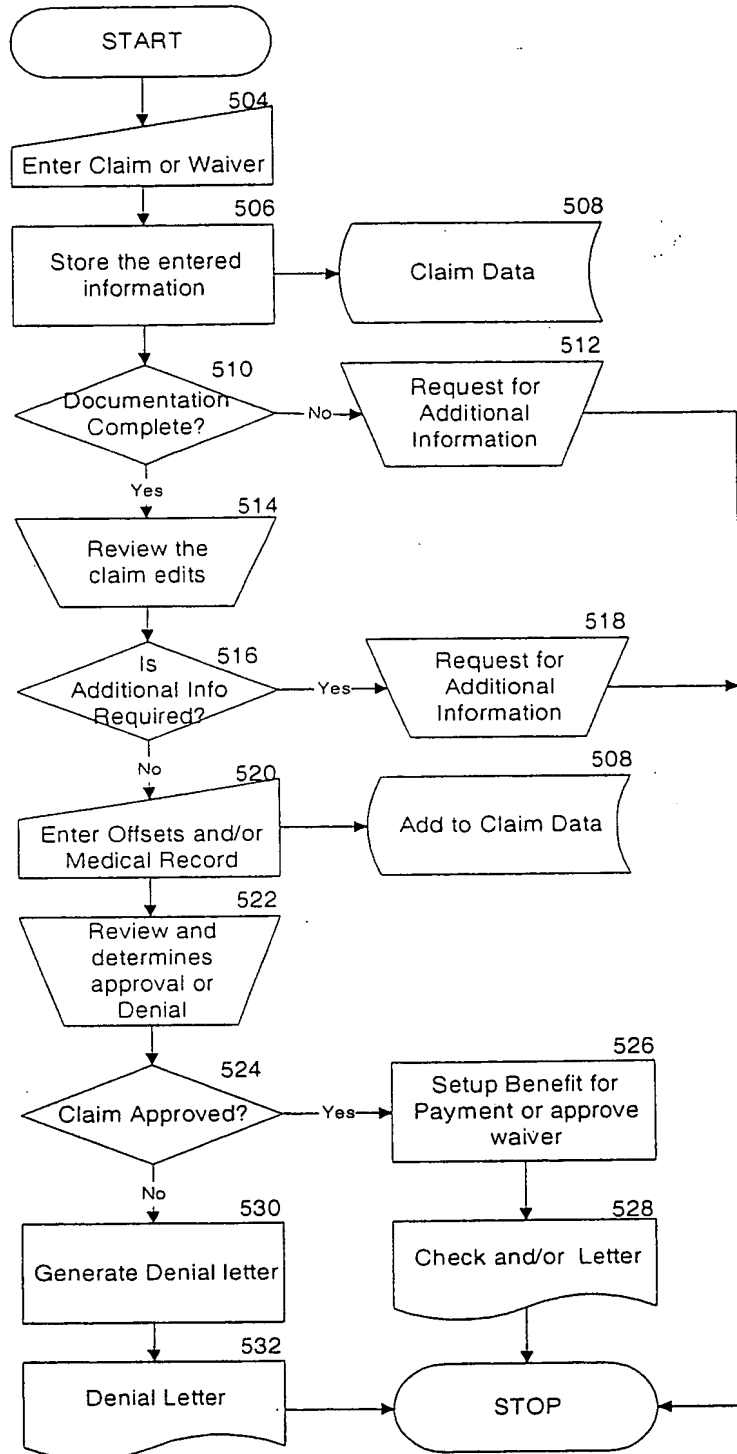 START
504
Enter Claim or Waiver
506
Store the entered
information
508
Claim Data
510
Documentation
Complete?
No
512
Request for
Additional
Information
Yes
514
Review the
claim edits
516
Is
Additional Info
Required?
Yes
518
Request for
Additional
Information
No
520
Enter Offsets and/or
Medical Record
508
Add to Claim Data
522
Review and
determines
approval or
Denial
524
Claim Approved?
Yes
526
Setup Benefit for
Payment or approve
waiver
No
530
Generate Denial letter
528
Check and/or Letter
532
Denial Letter
STOP